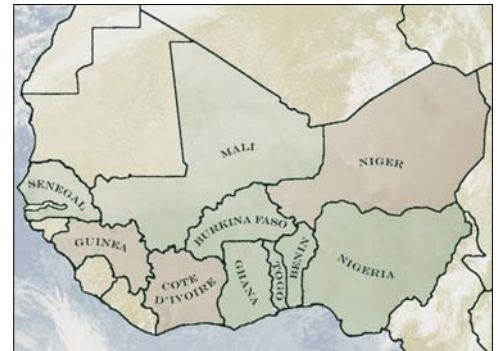 MALI
NIGER
SENEGAL
BURKINA FASO
GUINEA
BENIN
NIGERIA
COTE
D'IVOIRE
GHANA
TOGO